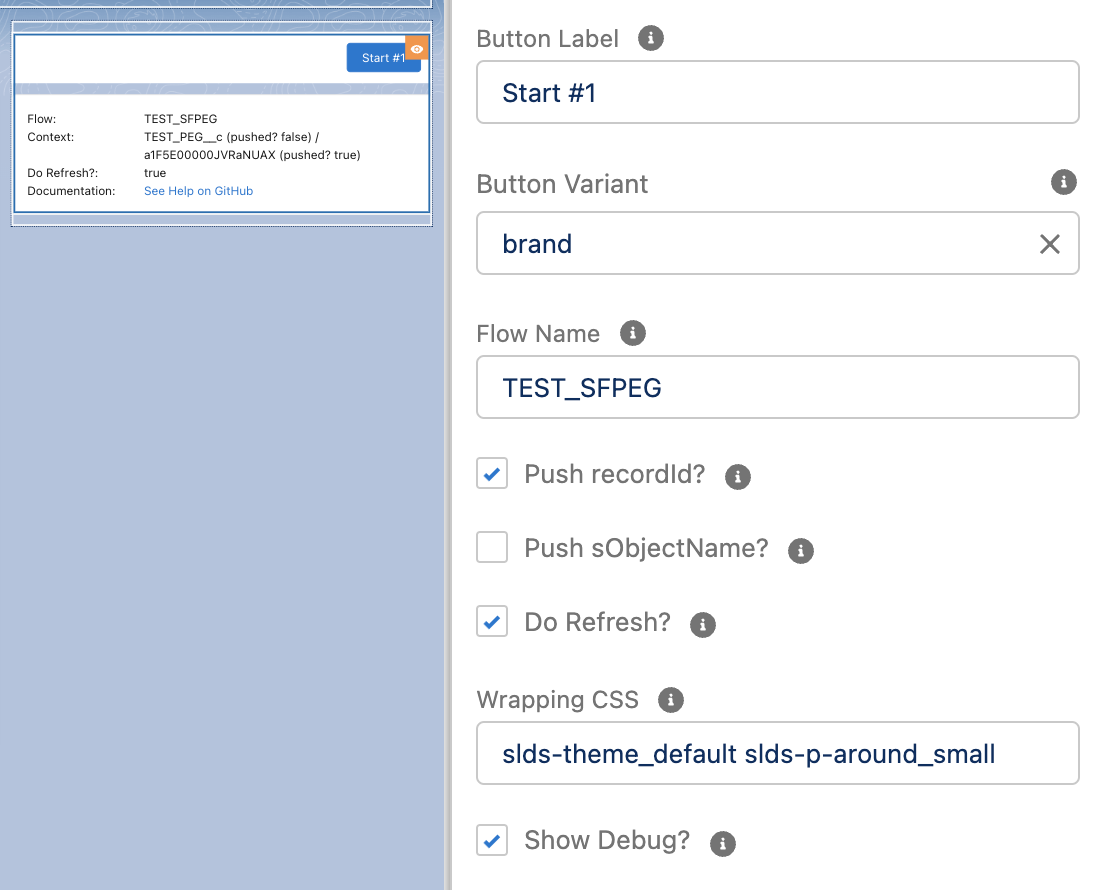 Start #1
Flow: TEST_SFPEG
Context: TEST_PEG__c (pushed? false) /
a1F5E00000JVRaNUAX (pushed? true)
Do Refresh?: true
Documentation: See Help on GitHub
Button Label
Start #1
Button Variant
brand
Flow Name
TEST_SFPEG
Push recordId?
Push sObjectName?
Do Refresh?
Wrapping CSS
slds-theme_default slds-p-around_small
Show Debug?